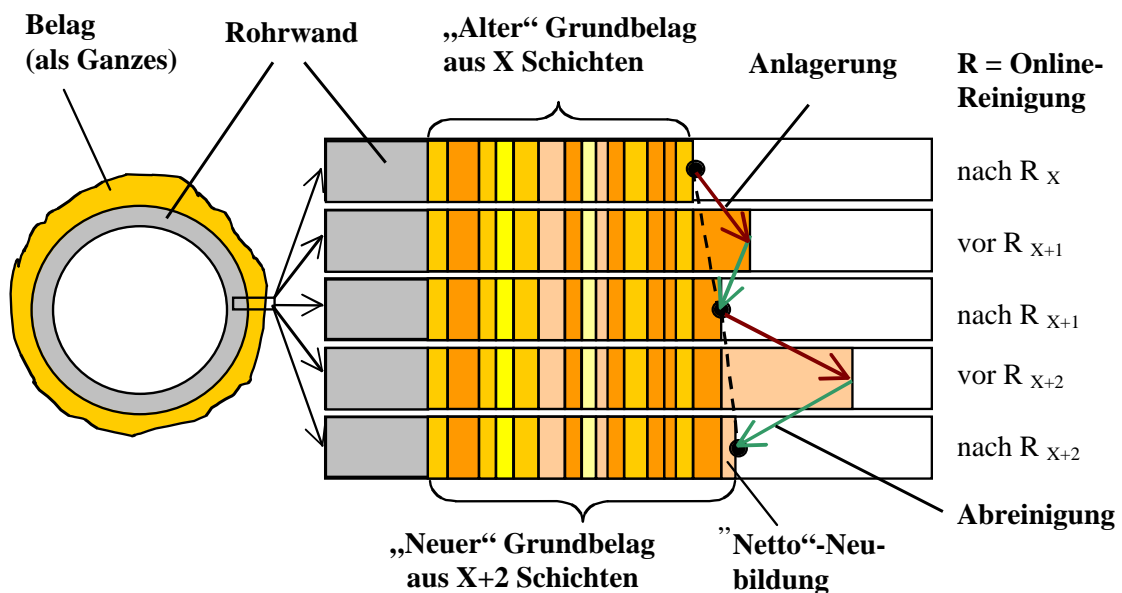 Belag
(als Ganzes)
Rohrwand
„Alter“ Grundbelag
aus X Schichten
Anlagerung
R = Online-
Reinigung
nach R X
vor R X+1
nach R X+1
vor R X+2
nach R X+2
Abreinigung
„Neuer“ Grundbelag
aus X+2 Schichten
”Netto“-Neu-
bildung